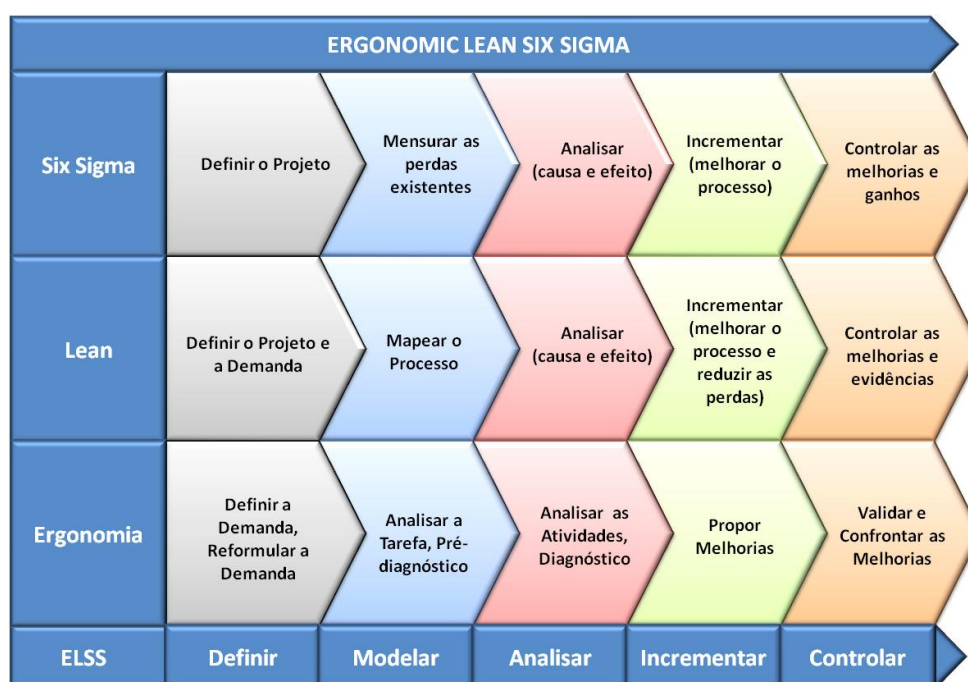 ERGONOMIC LEAN SIX SIGMA
Six Sigma
Definir o Projeto
Mensurar as
perdas
existentes
Analisar
(causa e efeito)
Incrementar
(melhorar o
processo)
Controlar as
melhorias e
ganhos
Lean
Definir o Projeto e
a Demanda
Mapear o
Processo
Analisar
(causa e efeito)
Incrementar
(melhorar o
processo e
reduzir as
perdas)
Controlar as
melhorias e
evidências
Ergonomia
Definir a
Demanda,
Reformular a
Demanda
Analisar a
Tarefa, Pré-
diagnóstico
Analisar as
Atividades,
Diagnóstico
Propor
Melhorias
Validar e
Confrontar as
Melhorias
ELSS
Definir
Modelar
Analisar
Incrementar
Controlar